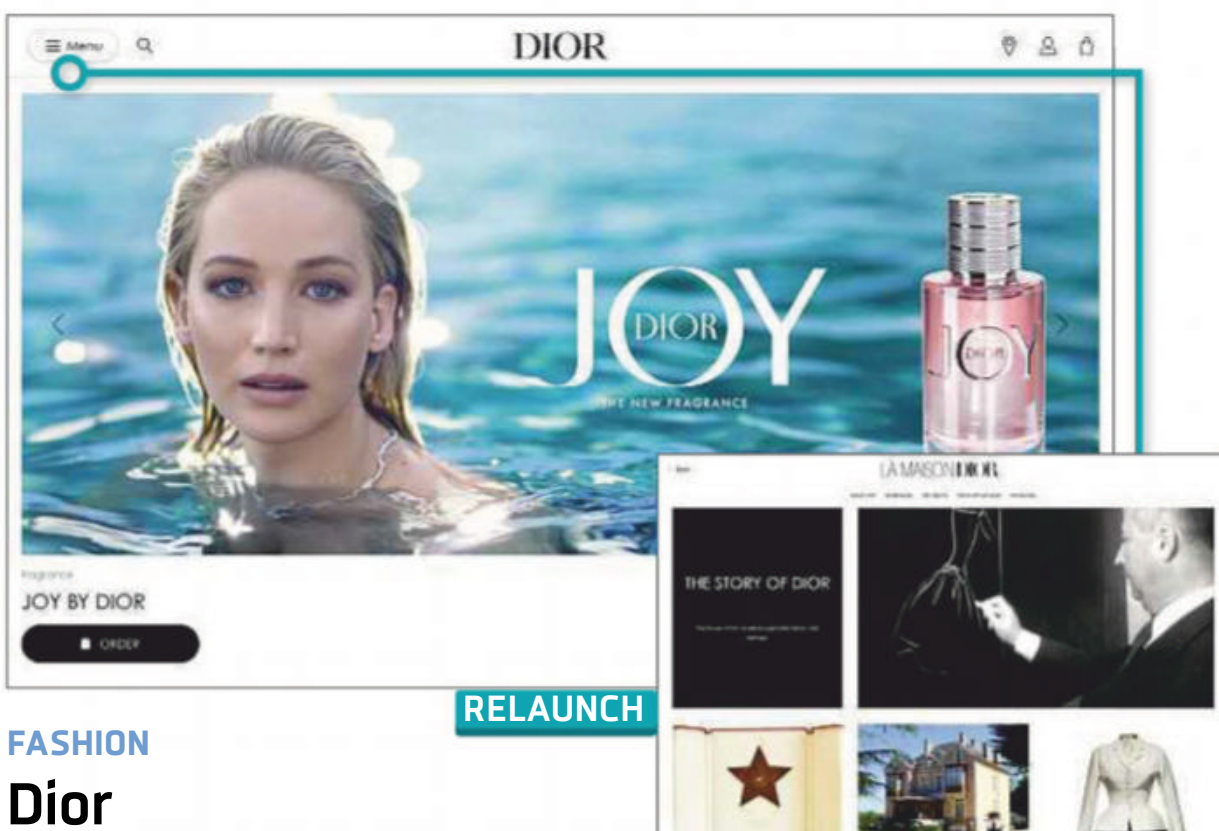 Menu
DIOR
JOY
DIOR
THE NEW FRAGRANCE
DIOR
JOY
Fragrance
JOY BY DIOR
ORDER
LA MAISON DIOR
THE STORY OF DIOR
RELAUNCH
FASHION
Dior